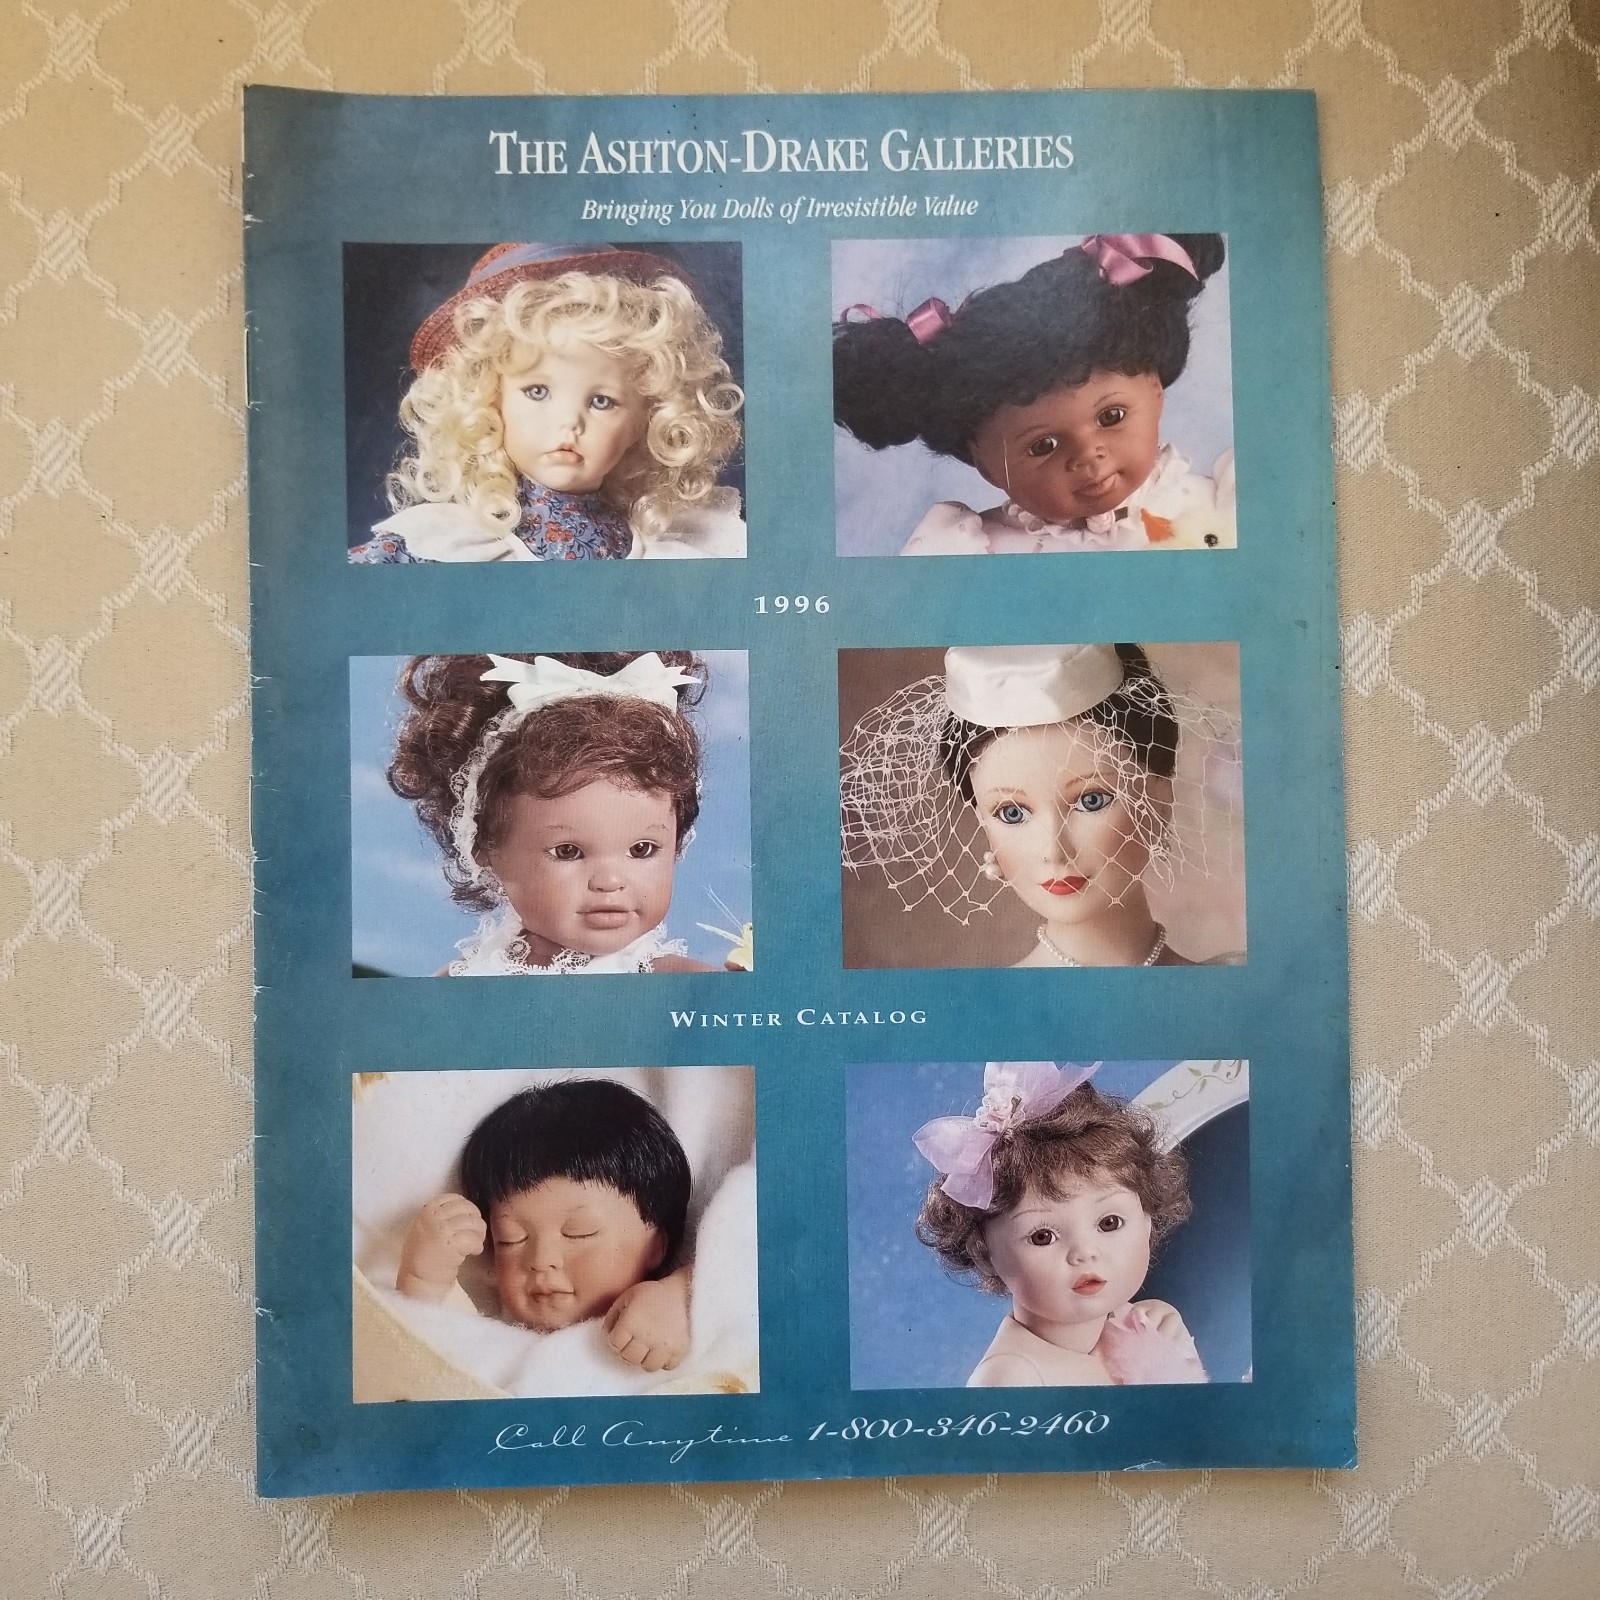 THE ASHTON-DRAKE GALLERIES
Bringing You Dolls of Irresistible Value
1996
WINTER CATALOG
Call Anytime 1-800-346-2460